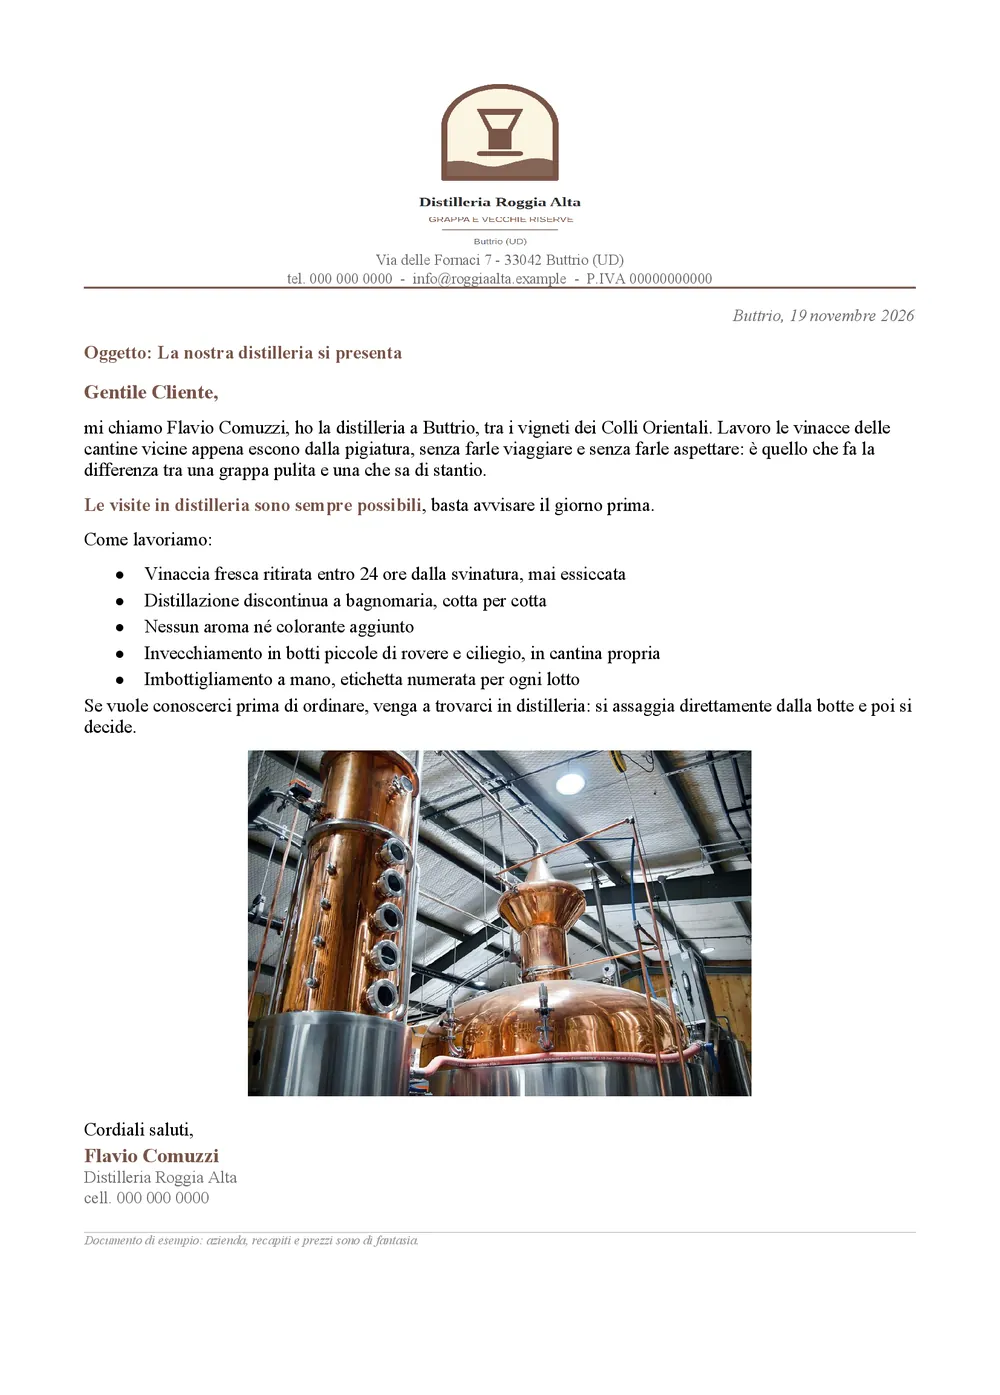 Distilleria Roggia Alta
GRAPPA E VECCHIE RISERVE
Buttrio (UD)
Via delle Fornaci 7 - 33042 Buttrio (UD)
tel. 000 000 0000 - info@roggiaalta.example - P.IVA 00000000000
Buttrio, 19 novembre 2026
Oggetto: La nostra distilleria si presenta
Gentile Cliente,
mi chiamo Flavio Comuzzi, ho la distilleria a Buttrio, tra i vigneti dei Colli Orientali. Lavoro le vinacce delle
cantine vicine appena escono dalla pigiatura, senza farle viaggiare e senza farle aspettare: è quello che fa la
differenza tra una grappa pulita e una che sa di stantio.
Le visite in distilleria sono sempre possibili, basta avvisare il giorno prima.
Come lavoriamo:
● Vinaccia fresca ritirata entro 24 ore dalla svinatura, mai essiccata
● Distillazione discontinua a bagnomaria, cotta per cotta
● Nessun aroma né colorante aggiunto
● Invecchiamento in botti piccole di rovere e ciliegio, in cantina propria
● Imbottigliamento a mano, etichetta numerata per ogni lotto
Se vuole conoscerci prima di ordinare, venga a trovarci in distilleria: si assaggia direttamente dalla botte e poi si
decide.
Cordiali saluti,
Flavio Comuzzi
Distilleria Roggia Alta
cell. 000 000 0000
Documento di esempio: azienda, recapiti e prezzi sono di fantasia.